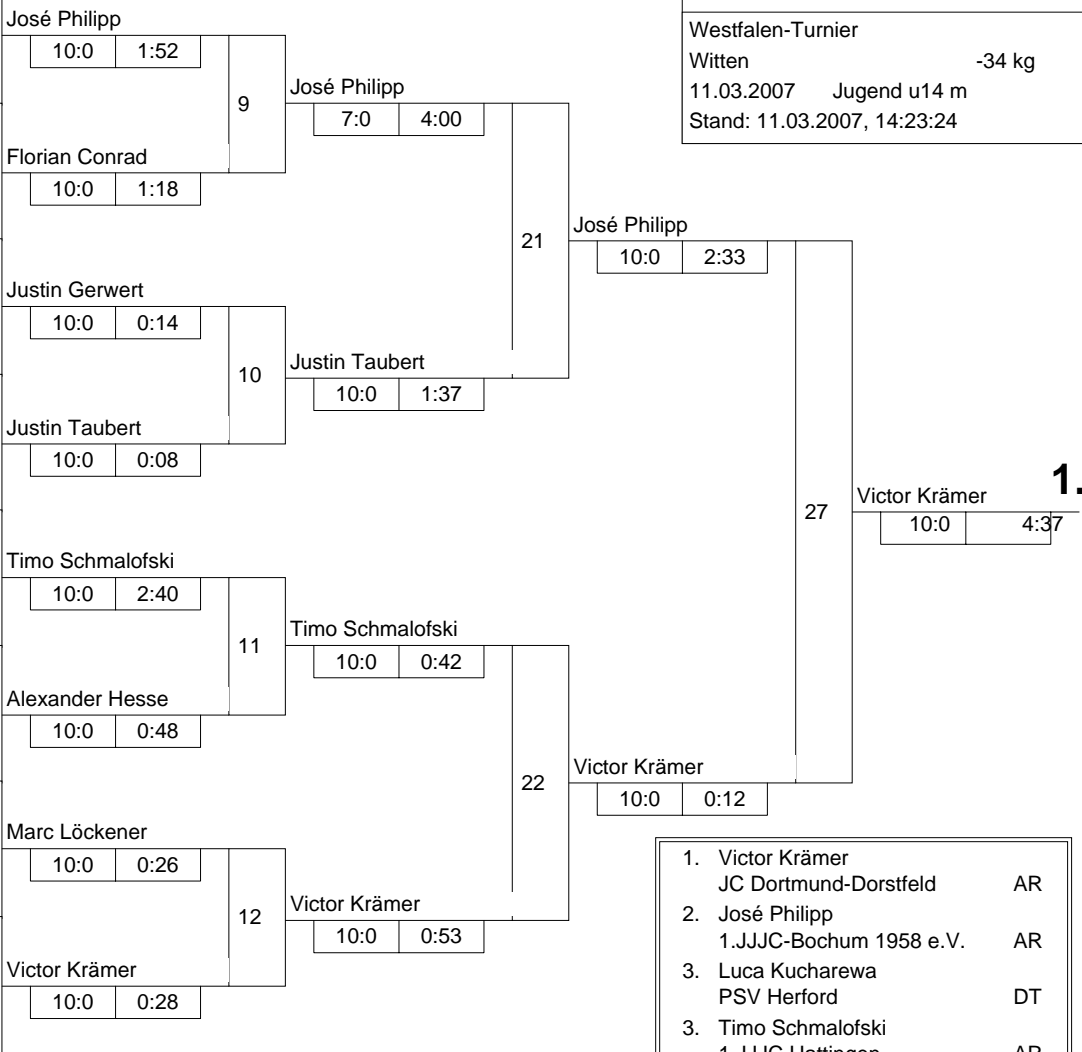 José Philipp
10:0 1:52
9
Florian Conrad
10:0 1:18
Justin Gerwert
10:0 0:14
10
Justin Taubert
10:0 0:08
Timo Schmalofski
10:0 2:40
11
Alexander Hesse
10:0 0:48
Marc Löckener
10:0 0:26
12
Victor Krämer
10:0 0:28
José Philipp
7:0 4:00
21
Justin Taubert
10:0 1:37
Timo Schmalofski
10:0 0:42
22
Victor Krämer
10:0 0:53
José Philipp
10:0 2:33
27
Victor Krämer
10:0 0:12
Victor Krämer 1.
10:0 4:37
Westfalen-Turnier
Witten -34 kg
11.03.2007 Jugend u14 m
Stand: 11.03.2007, 14:23:24
1. Victor Krämer
JC Dortmund-Dorstfeld AR
2. José Philipp
1.JJJC-Bochum 1958 e.V. AR
3. Luca Kucharewa
PSV Herford DT
3. Timo Schmalofski